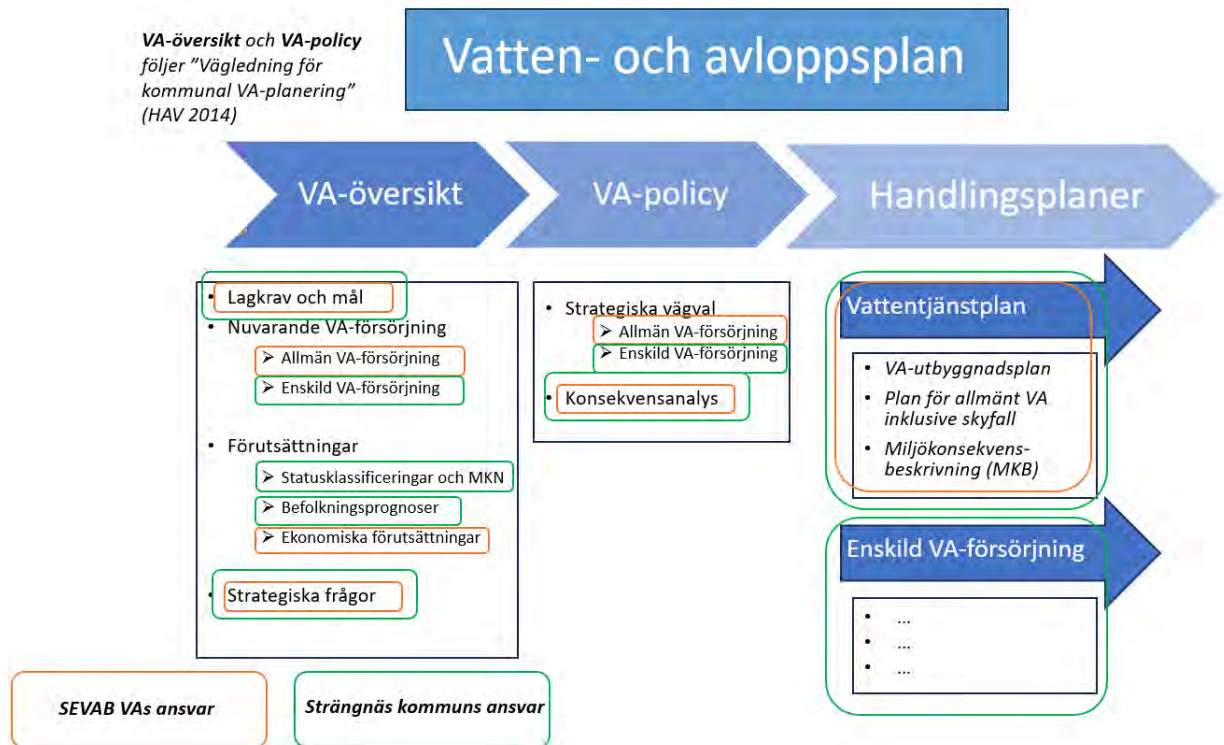 VA-översikt och VA-policy
följer ”Vägledning för
kommunal VA-planering”
(HAV 2014)
Vatten- och avloppsplan
VA-översikt
VA-policy
Handlingsplaner
• Lagkrav och mål
• Nuvarande VA-försörjning
➢ Allmän VA-försörjning
➢ Enskild VA-försörjning
• Förutsättningar
➢ Statusklassificeringar och MKN
➢ Befolkningsprognoser
➢ Ekonomiska förutsättningar
• Strategiska frågor
• Strategiska vägval
➢ Allmän VA-försörjning
➢ Enskild VA-försörjning
• Konsekvensanalys
Vattentjänstplan
• VA-utbyggnadsplan
• Plan för allmänt VA
inklusive skyfall
• Miljökonsekvens-
beskrivning (MKB)
Enskild VA-försörjning
• ...
• ...
• ...
SEVAB VAs ansvar
Strängnäs kommuns ansvar